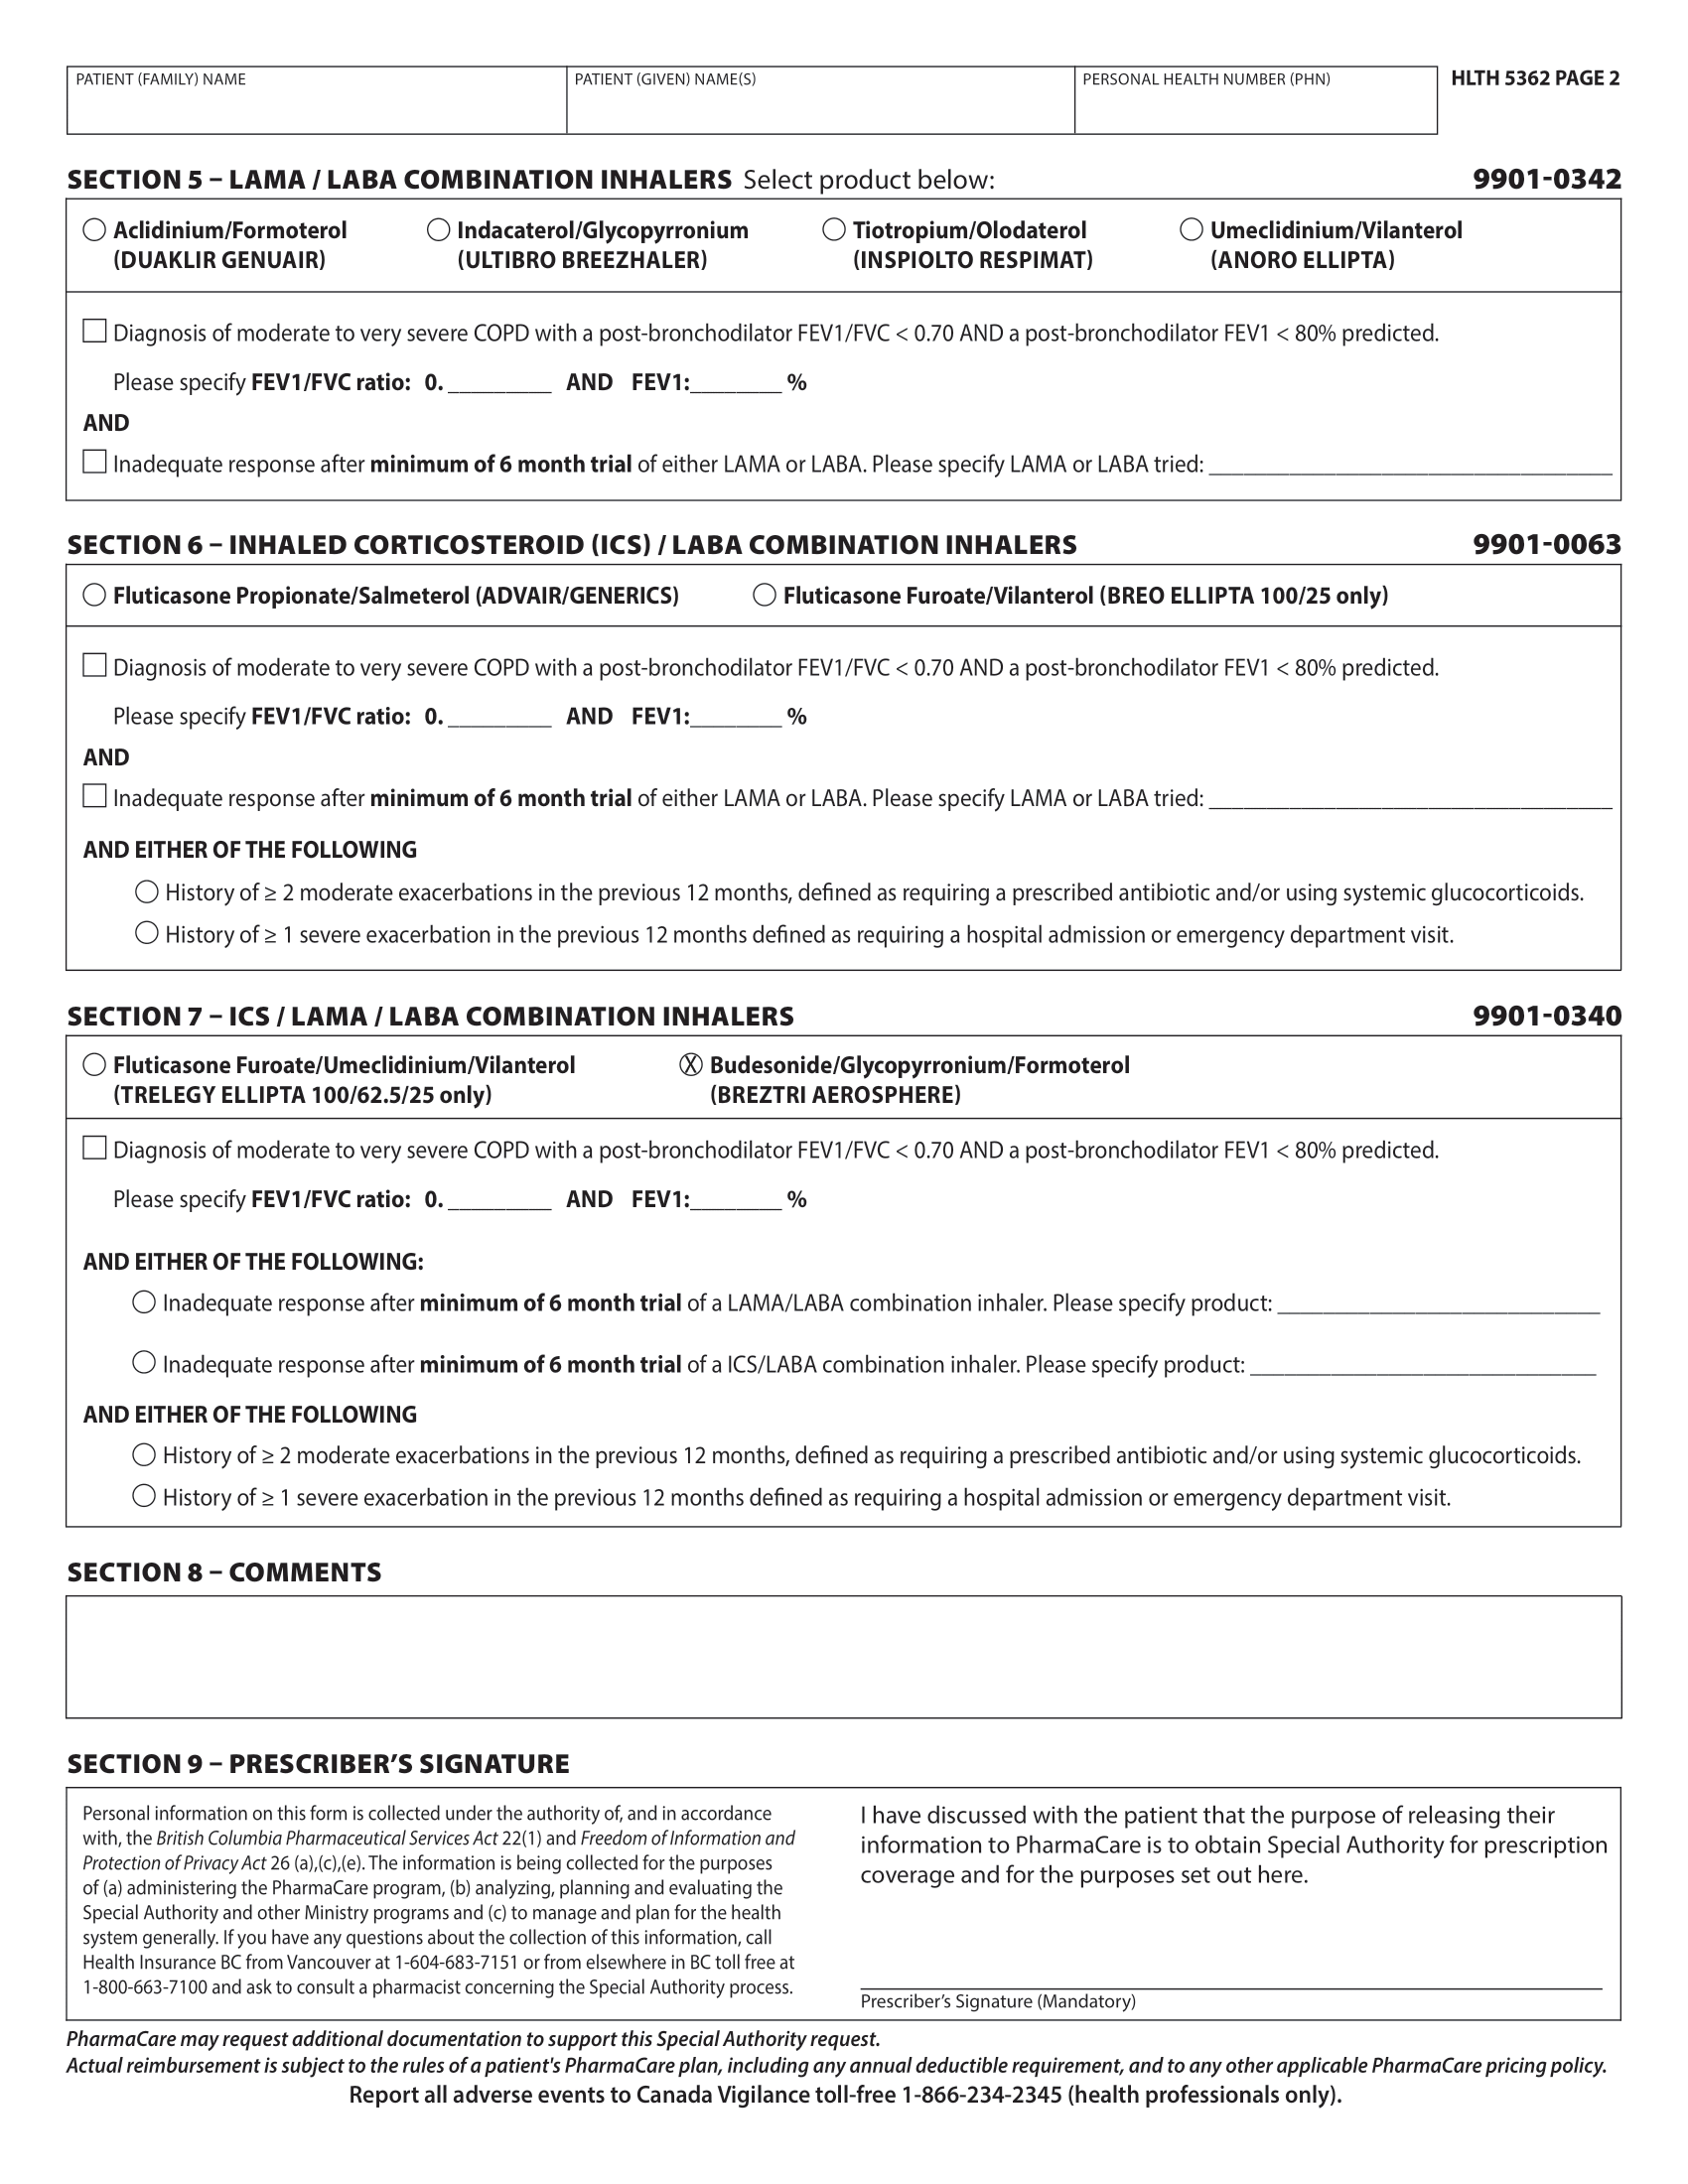 PATIENT (FAMILY) NAME PATIENT (GIVEN) NAME(S) PERSONAL HEALTH NUMBER (PHN) HLTH 5362 PAGE 2
SECTION 5 – LAMA / LABA COMBINATION INHALERS Select product below: 9901-0342
Aclidinium/Formoterol Indacaterol/Glycopyrronium Tiotropium/Olodaterol Umeclidinium/Vilanterol
(DUAKLIR GENUAIR) (ULTIBRO BREEZHALER) (INSPIOLTO RESPIMAT) (ANORO ELLIPTA)
Diagnosis of moderate to very severe COPD with a post-bronchodilator FEV1/FVC < 0.70 AND a post-bronchodilator FEV1 < 80% predicted.
Please specify FEV1/FVC ratio: 0. _________ AND FEV1:________ %
AND
Inadequate response after minimum of 6 month trial of either LAMA or LABA. Please specify LAMA or LABA tried: ___________________________________
SECTION 6 – INHALED CORTICOSTEROID (ICS) / LABA COMBINATION INHALERS 9901-0063
Fluticasone Propionate/Salmeterol (ADVAIR/GENERICS) Fluticasone Furoate/Vilanterol (BREO ELLIPTA 100/25 only)
Diagnosis of moderate to very severe COPD with a post-bronchodilator FEV1/FVC < 0.70 AND a post-bronchodilator FEV1 < 80% predicted.
Please specify FEV1/FVC ratio: 0. _________ AND FEV1:________ %
AND
Inadequate response after minimum of 6 month trial of either LAMA or LABA. Please specify LAMA or LABA tried: ___________________________________
AND EITHER OF THE FOLLOWING
History of ≥ 2 moderate exacerbations in the previous 12 months, defined as requiring a prescribed antibiotic and/or using systemic glucocorticoids.
History of ≥ 1 severe exacerbation in the previous 12 months defined as requiring a hospital admission or emergency department visit.
SECTION 7 – ICS / LAMA / LABA COMBINATION INHALERS 9901-0340
Fluticasone Furoate/Umeclidinium/Vilanterol X Budesonide/Glycopyrronium/Formoterol
(TRELEGY ELLIPTA 100/62.5/25 only) (BREZTRI AEROSPHERE)
Diagnosis of moderate to very severe COPD with a post-bronchodilator FEV1/FVC < 0.70 AND a post-bronchodilator FEV1 < 80% predicted.
Please specify FEV1/FVC ratio: 0. _________ AND FEV1:________ %
AND EITHER OF THE FOLLOWING:
Inadequate response after minimum of 6 month trial of a LAMA/LABA combination inhaler. Please specify product: ____________________________
Inadequate response after minimum of 6 month trial of a ICS/LABA combination inhaler. Please specify product: ______________________________
AND EITHER OF THE FOLLOWING
History of ≥ 2 moderate exacerbations in the previous 12 months, defined as requiring a prescribed antibiotic and/or using systemic glucocorticoids.
History of ≥ 1 severe exacerbation in the previous 12 months defined as requiring a hospital admission or emergency department visit.
SECTION 8 – COMMENTS
SECTION 9 – PRESCRIBER'S SIGNATURE
Personal information on this form is collected under the authority of, and in accordance
with, the British Columbia Pharmaceutical Services Act 22(1) and Freedom of Information and
Protection of Privacy Act 26 (a),(c),(e). The information is being collected for the purposes
of (a) administering the PharmaCare program, (b) analyzing, planning and evaluating the
Special Authority and other Ministry programs and (c) to manage and plan for the health
system generally. If you have any questions about the collection of this information, call
Health Insurance BC from Vancouver at 1-604-683-7151 or from elsewhere in BC toll free at
1-800-663-7100 and ask to consult a pharmacist concerning the Special Authority process.
I have discussed with the patient that the purpose of releasing their
information to PharmaCare is to obtain Special Authority for prescription
coverage and for the purposes set out here.
Prescriber's Signature (Mandatory)
PharmaCare may request additional documentation to support this Special Authority request.
Actual reimbursement is subject to the rules of a patient's PharmaCare plan, including any annual deductible requirement, and to any other applicable PharmaCare pricing policy.
Report all adverse events to Canada Vigilance toll-free 1-866-234-2345 (health professionals only).